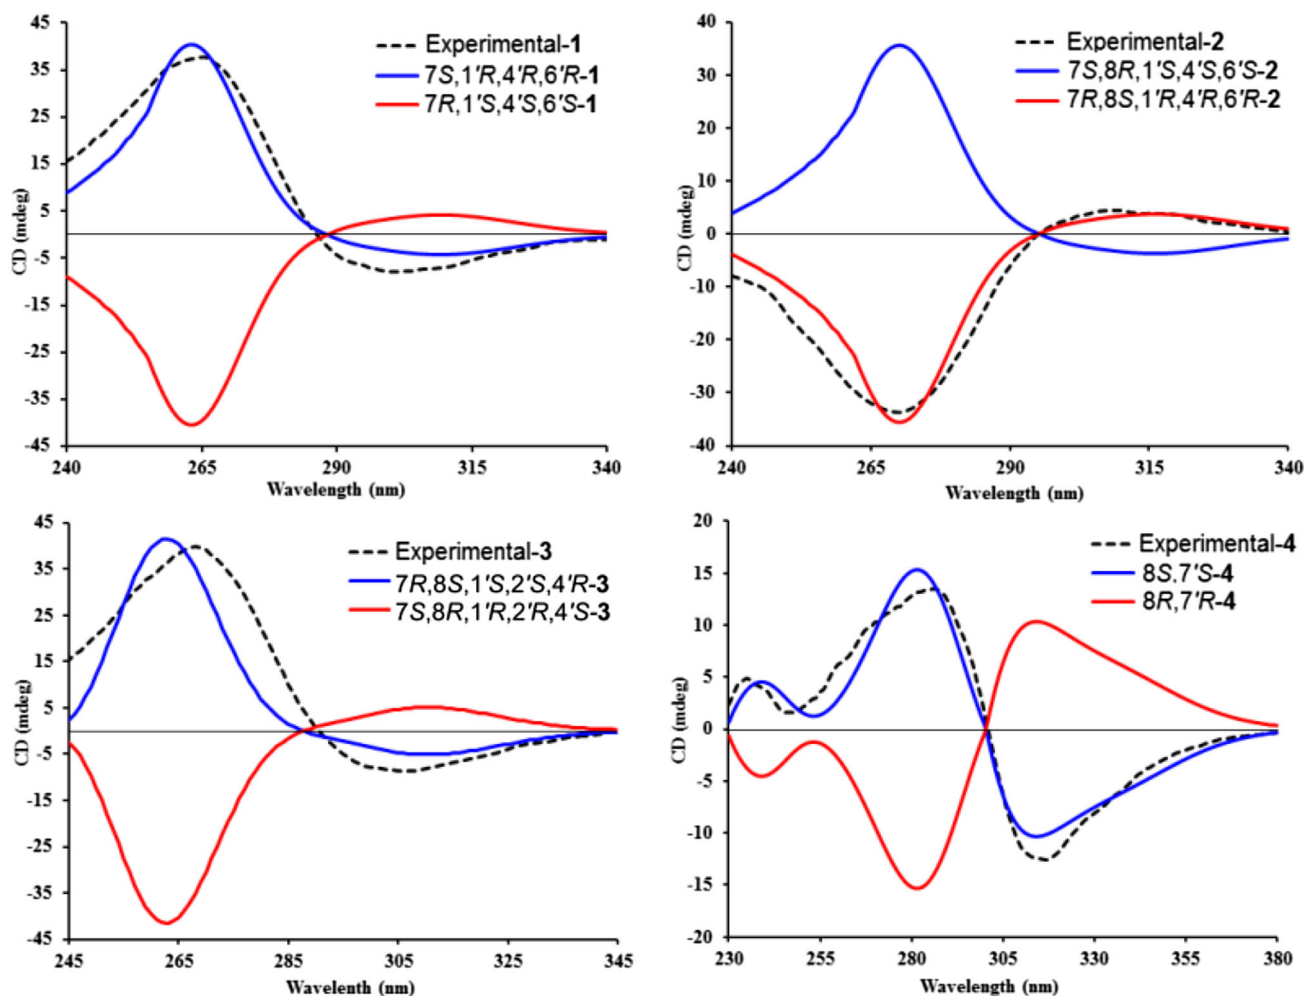 45
35
25
15
5
-5
-15
-25
-35
-45
CD (mdeg)
Experimental-1
7S,1'R,4'R,6'R-1
7R,1'S,4'S,6'S-1
240 265 290 315 340
Wavelength (nm)
40
30
20
10
0
-10
-20
-30
-40
CD (mdeg)
Experimental-2
7S,8R,1'S,4'S,6'S-2
7R,8S,1'R,4'R,6'R-2
240 265 290 315 340
Wavelength (nm)
45
35
25
15
5
-5
-15
-25
-35
-45
CD (mdeg)
Experimental-3
7R,8S,1'S,2'S,4'R-3
7S,8R,1'R,2'R,4'S-3
245 265 285 305 325 345
Wavelenth (nm)
20
15
10
5
0
-5
-10
-15
-20
CD (mdeg)
Experimental-4
8S,7'S-4
8R,7'R-4
230 255 280 305 330 355 380
Wavelength (nm)